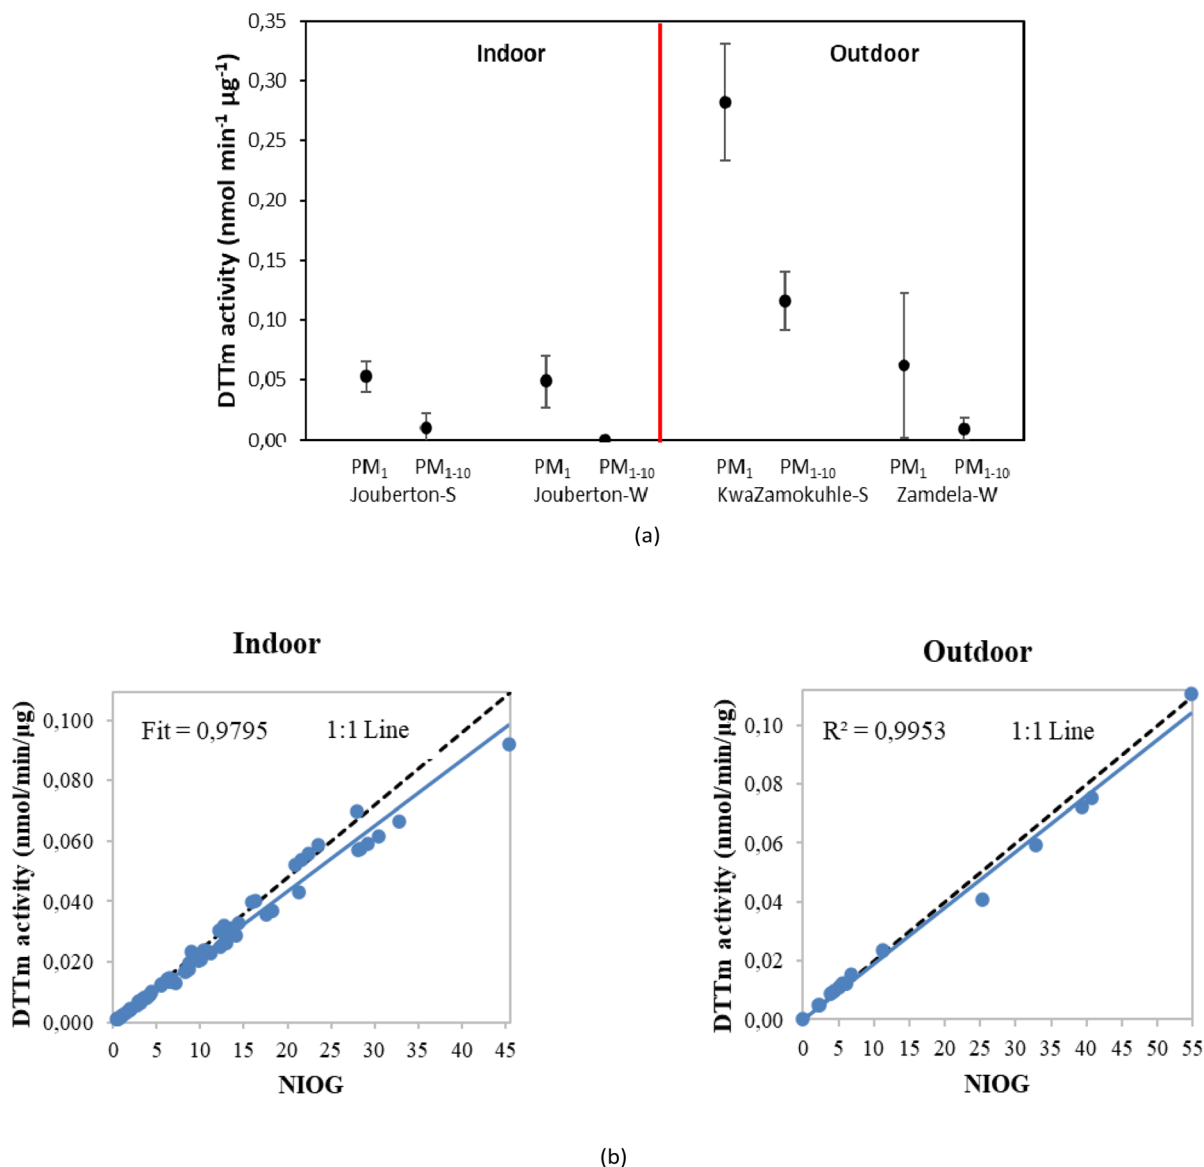 0,35
0,30
0,25
0,20
0,15
0,10
0,05
0,00
DTTm activity (nmol min⁻¹ µg⁻¹)
Indoor Outdoor
PM₁ PM₁₋₁₀ PM₁ PM₁₋₁₀ PM₁ PM₁₋₁₀ PM₁ PM₁₋₁₀
Jouberton-S Jouberton-W KwaZamokuhle-S Zamdela-W
(a)
Indoor
DTTm activity (nmol/min/µg)
0,100
0,080
0,060
0,040
0,020
0,000
Fit = 0,9795 1:1 Line
0 5 10 15 20 25 30 35 40 45
NIOG
Outdoor
DTTm activity (nmol/min/µg)
0,10
0,08
0,06
0,04
0,02
0,00
R² = 0,9953 1:1 Line
0 5 10 15 20 25 30 35 40 45 50 55
NIOG
(b)